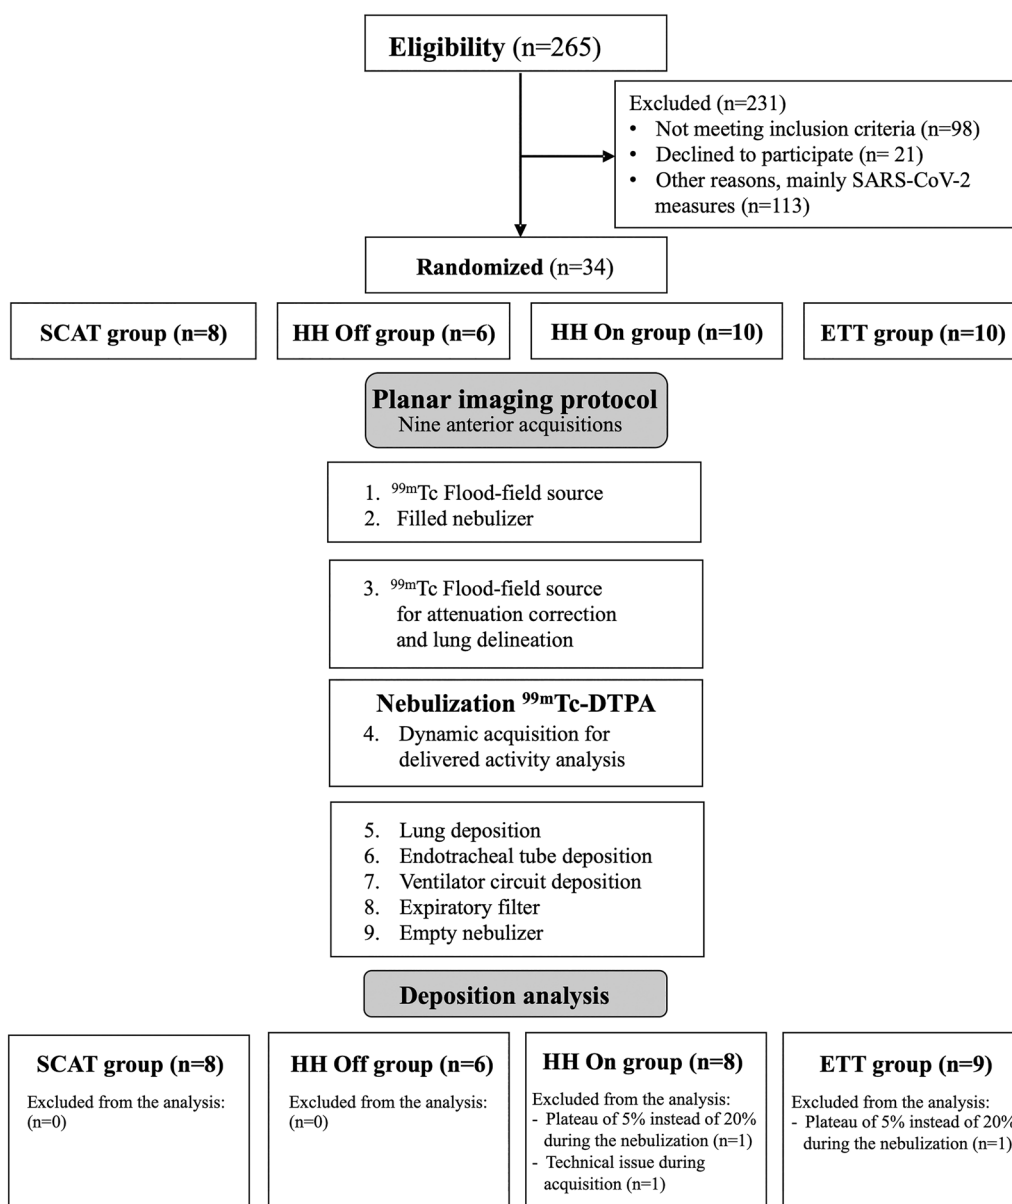 Eligibility (n=265)
Excluded (n=231)
• Not meeting inclusion criteria (n=98)
• Declined to participate (n= 21)
• Other reasons, mainly SARS-CoV-2
measures (n=113)
Randomized (n=34)
SCAT group (n=8)
HH Off group (n=6)
HH On group (n=10)
ETT group (n=10)
Planar imaging protocol
Nine anterior acquisitions
1. ⁹⁹ᵐTc Flood-field source
2. Filled nebulizer
3. ⁹⁹ᵐTc Flood-field source
for attenuation correction
and lung delineation
Nebulization ⁹⁹ᵐTc-DTPA
4. Dynamic acquisition for
delivered activity analysis
5. Lung deposition
6. Endotracheal tube deposition
7. Ventilator circuit deposition
8. Expiratory filter
9. Empty nebulizer
Deposition analysis
SCAT group (n=8)
Excluded from the analysis:
(n=0)
HH Off group (n=6)
Excluded from the analysis:
(n=0)
HH On group (n=8)
Excluded from the analysis:
- Plateau of 5% instead of 20%
during the nebulization (n=1)
- Technical issue during
acquisition (n=1)
ETT group (n=9)
Excluded from the analysis:
- Plateau of 5% instead of 20%
during the nebulization (n=1)